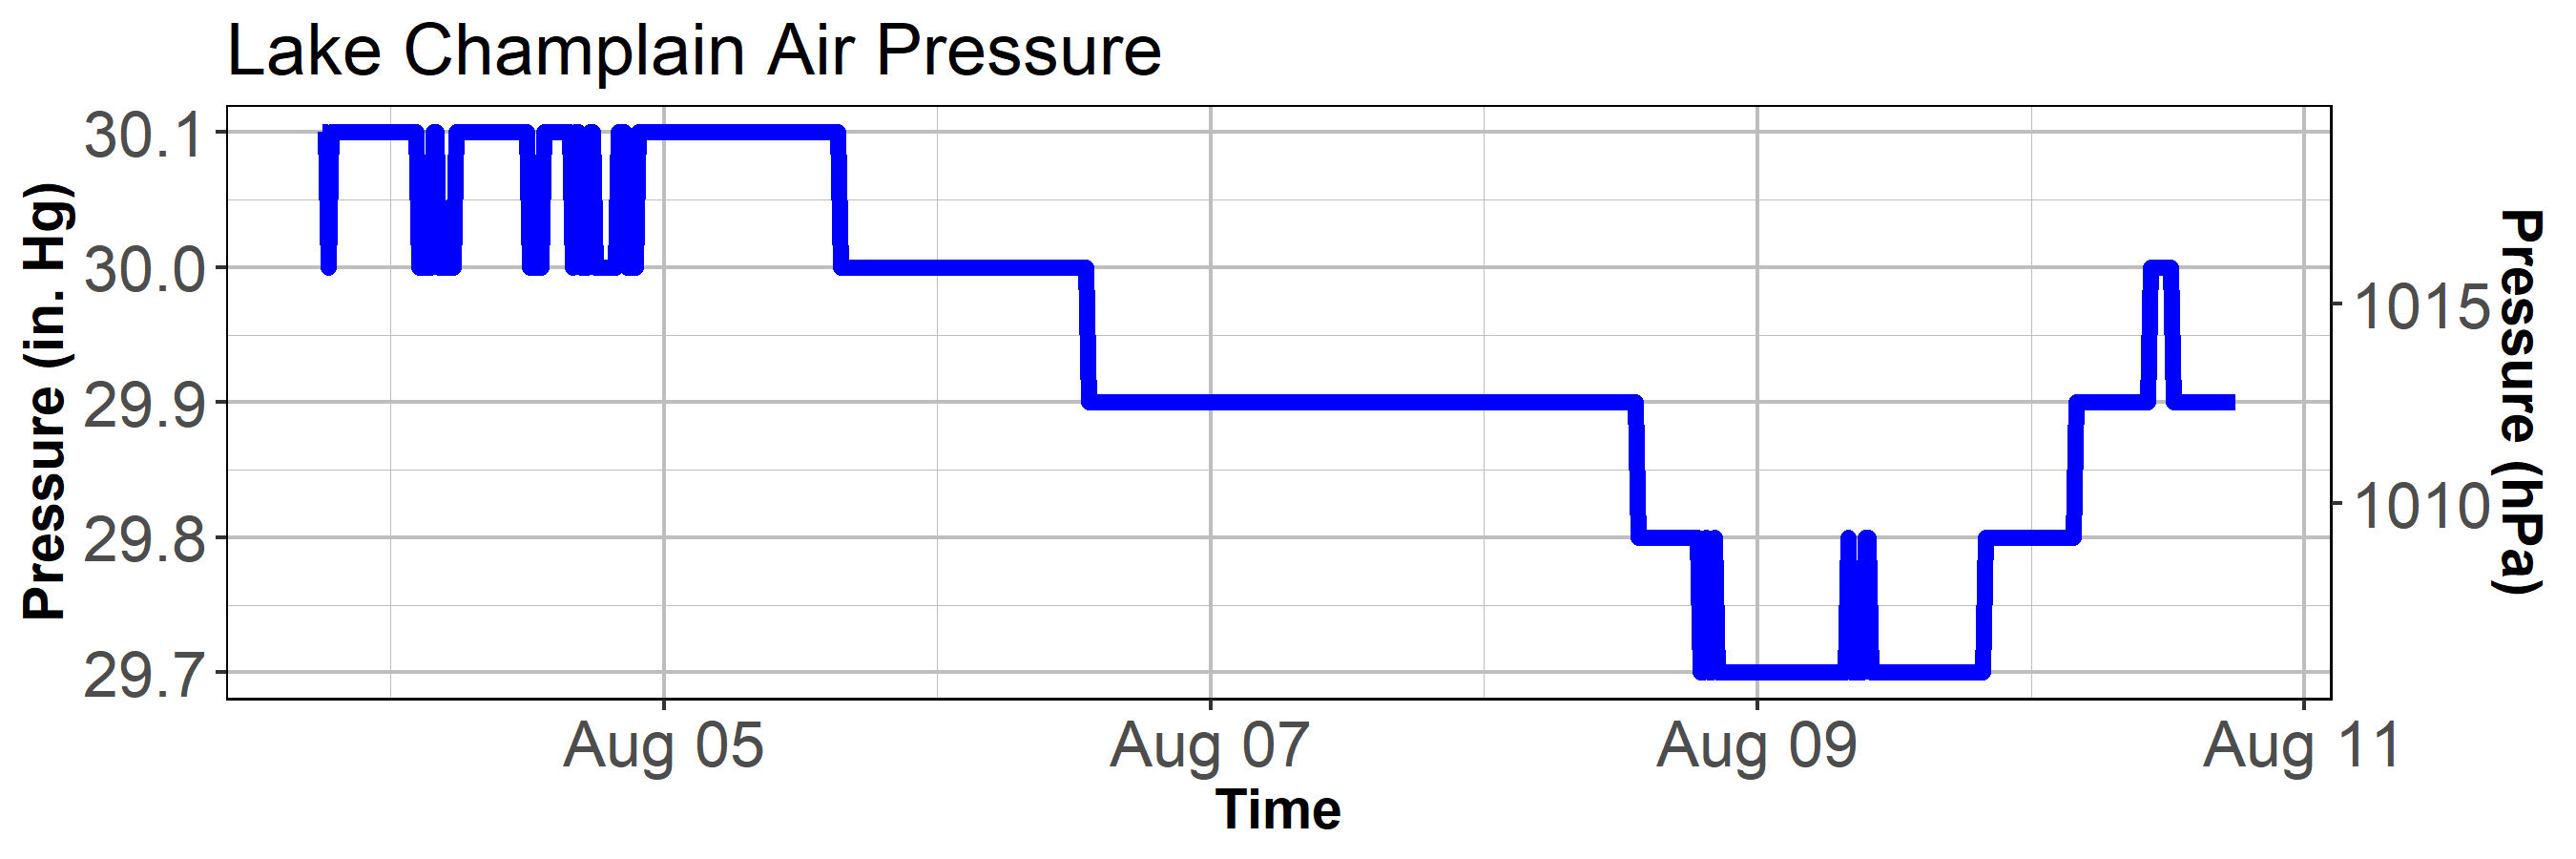 Lake Champlain Air Pressure
30.1
30.0
29.9
29.8
29.7
Pressure (in. Hg)
1015
1010
Pressure (hPa)
Aug 05 Aug 07 Aug 09 Aug 11
Time